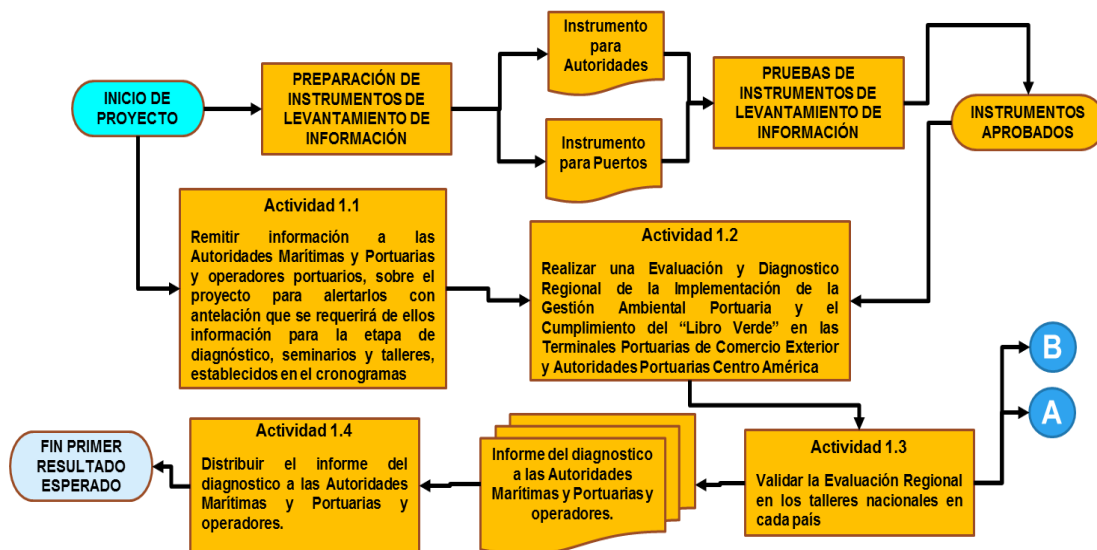 INICIO DE
PROYECTO
PREPARACIÓN DE
INSTRUMENTOS DE
LEVANTAMIENTO DE
INFORMACIÓN
Instrumento
para
Autoridades
Instrumento
para Puertos
PRUEBAS DE
INSTRUMENTOS DE
LEVANTAMIENTO DE
INFORMACIÓN
INSTRUMENTOS
APROBADOS
Actividad 1.1
Remitir información a las
Autoridades Marítimas y Portuarias
y operadores portuarios, sobre el
proyecto para alertarlos con
antelación que se requerirá de ellos
información para la etapa de
diagnóstico, seminarios y talleres,
establecidos en el cronogramas
Actividad 1.2
Realizar una Evaluación y Diagnostico
Regional de la Implementación de la
Gestión Ambiental Portuaria y el
Cumplimiento del “Libro Verde” en las
Terminales Portuarias de Comercio Exterior
y Autoridades Portuarias Centro América
B
A
Actividad 1.3
Validar la Evaluación Regional
en los talleres nacionales en
cada país
Informe del diagnostico
a las Autoridades
Marítimas y Portuarias y
operadores.
Actividad 1.4
Distribuir el informe del
diagnostico a las Autoridades
Marítimas y Portuarias y
operadores.
FIN PRIMER
RESULTADO
ESPERADO